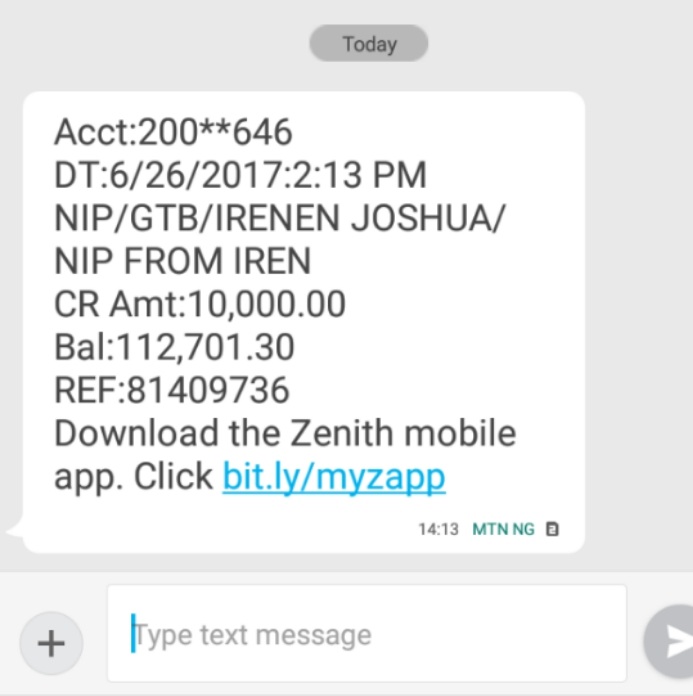 Today
Acct:200**646
DT:6/26/2017:2:13 PM
NIP/GTB/IRENEN JOSHUA/
NIP FROM IREN
CR Amt:10,000.00
Bal:112,701.30
REF:81409736
Download the Zenith mobile
app. Click bit.ly/myzapp
14:13 MTN NG 2
Type text message